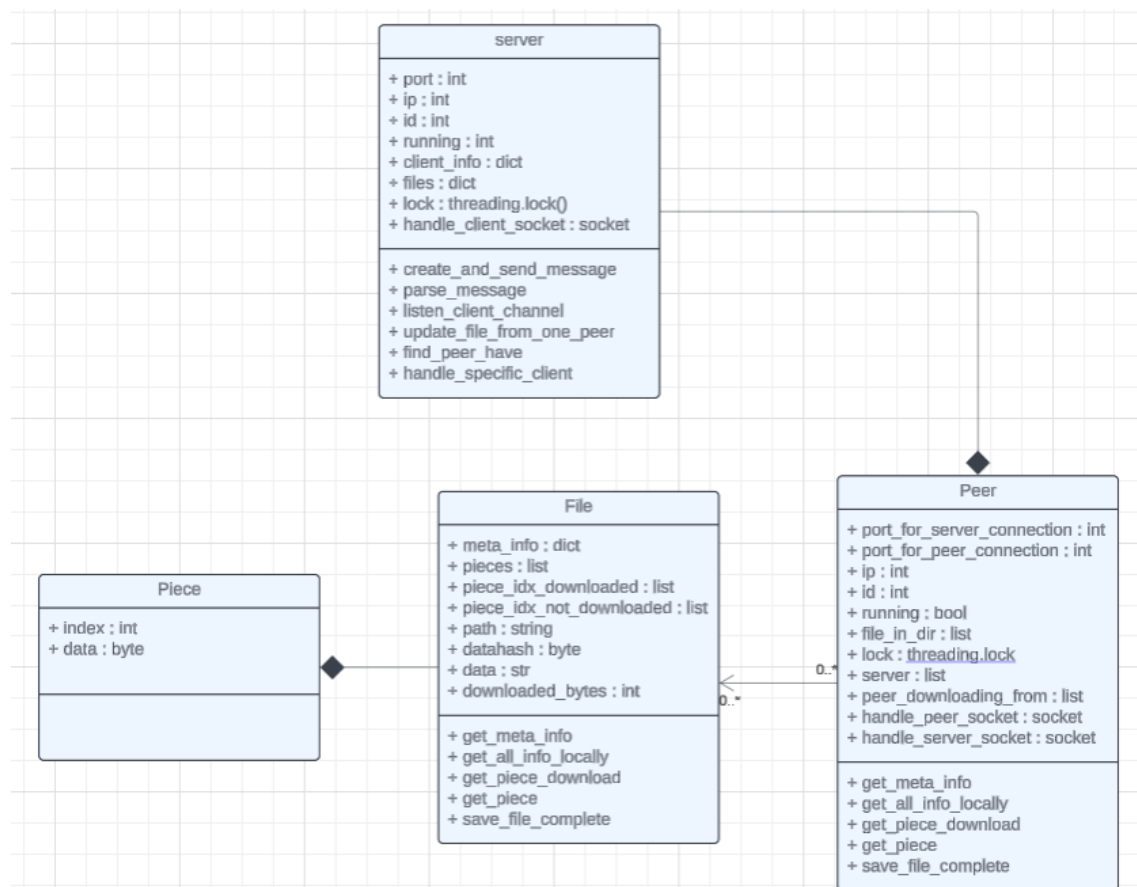 server
+ port : int
+ ip : int
+ id : int
+ running : int
+ client_info : dict
+ files : dict
+ lock : threading.lock()
+ handle_client_socket : socket
+ create_and_send_message
+ parse_message
+ listen_client_channel
+ update_file_from_one_peer
+ find_peer_have
+ handle_specific_client
Piece
+ index : int
+ data : byte
File
+ meta_info : dict
+ pieces : list
+ piece_idx_downloaded : list
+ piece_idx_not_downloaded : list
+ path : string
+ datahash : byte
+ data : str
+ downloaded_bytes : int
+ get_meta_info
+ get_all_info_locally
+ get_piece_download
+ get_piece
+ save_file_complete
0..*
0..*
Peer
+ port_for_server_connection : int
+ port_for_peer_connection : int
+ ip : int
+ id : int
+ running : bool
+ file_in_dir : list
+ lock : threading.lock
+ server : list
+ peer_downloading_from : list
+ handle_peer_socket : socket
+ handle_server_socket : socket
+ get_meta_info
+ get_all_info_locally
+ get_piece_download
+ get_piece
+ save_file_complete